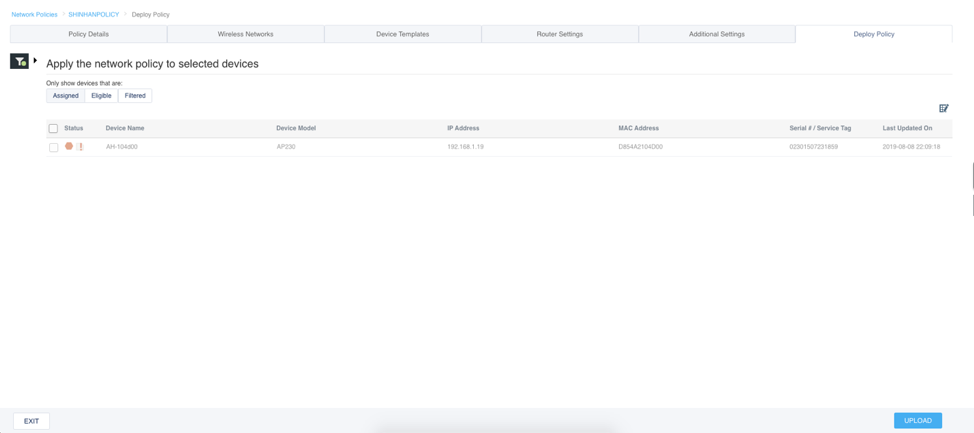 Network Policies > SHINHANPOLICY > Deploy Policy
Policy Details Wireless Networks Device Templates Router Settings Additional Settings Deploy Policy
Apply the network policy to selected devices
Only show devices that are:
Assigned Eligible Filtered
Status Device Name Device Model IP Address MAC Address Serial # / Service Tag Last Updated On
AH-104d00 AP230 192.168.1.19 D854A2104D00 02301507231859 2019-08-08 22:09:18
EXIT UPLOAD